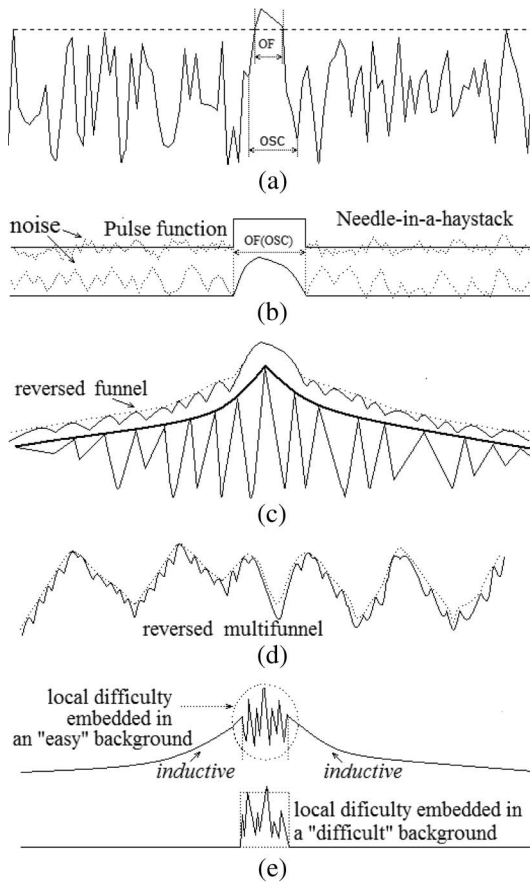 OF
OSC
(a)
noise
Pulse function
Needle-in-a-haystack
OF(OSC)
(b)
reversed funnel
(c)
reversed multifunnel
(d)
local difficulty
embedded in
an "easy" background
inductive
inductive
local dificulty embedded in
a "difficult" background
(e)